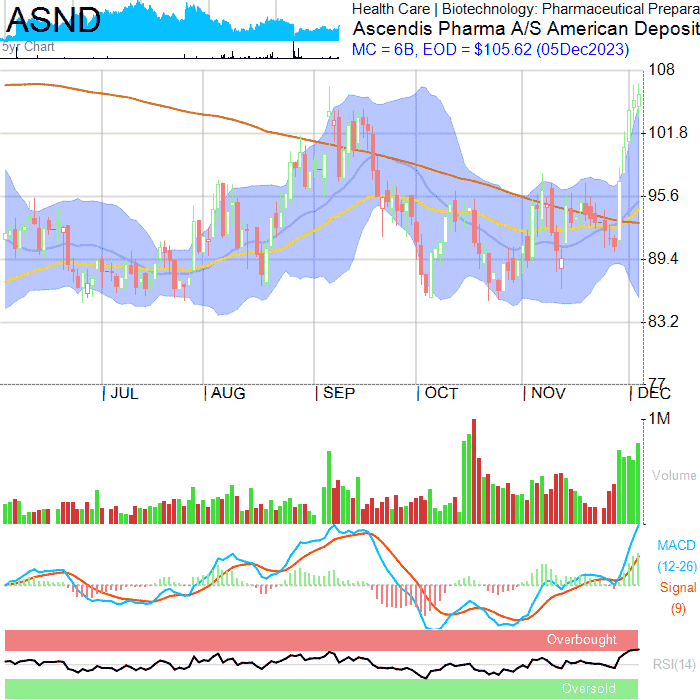 ASND
5yr Chart
Health Care | Biotechnology: Pharmaceutical Prepara
Ascendis Pharma A/S American Deposit
MC = 6B, EOD = $105.62 (05Dec2023)
108
101.8
95.6
89.4
83.2
77
JUL
AUG
SEP
OCT
NOV
DEC
1M
Volume
MACD
(12-26)
Signal
(9)
Overbought
RSI(14)
Oversold